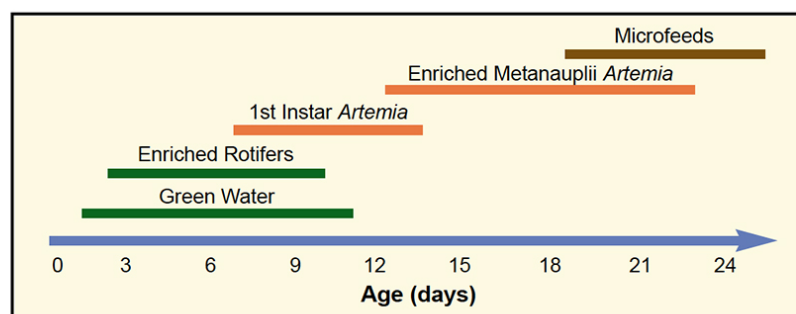 Microfeeds
Enriched Metanauplii Artemia
1st Instar Artemia
Enriched Rotifers
Green Water
0 3 6 9 12 15 18 21 24
Age (days)